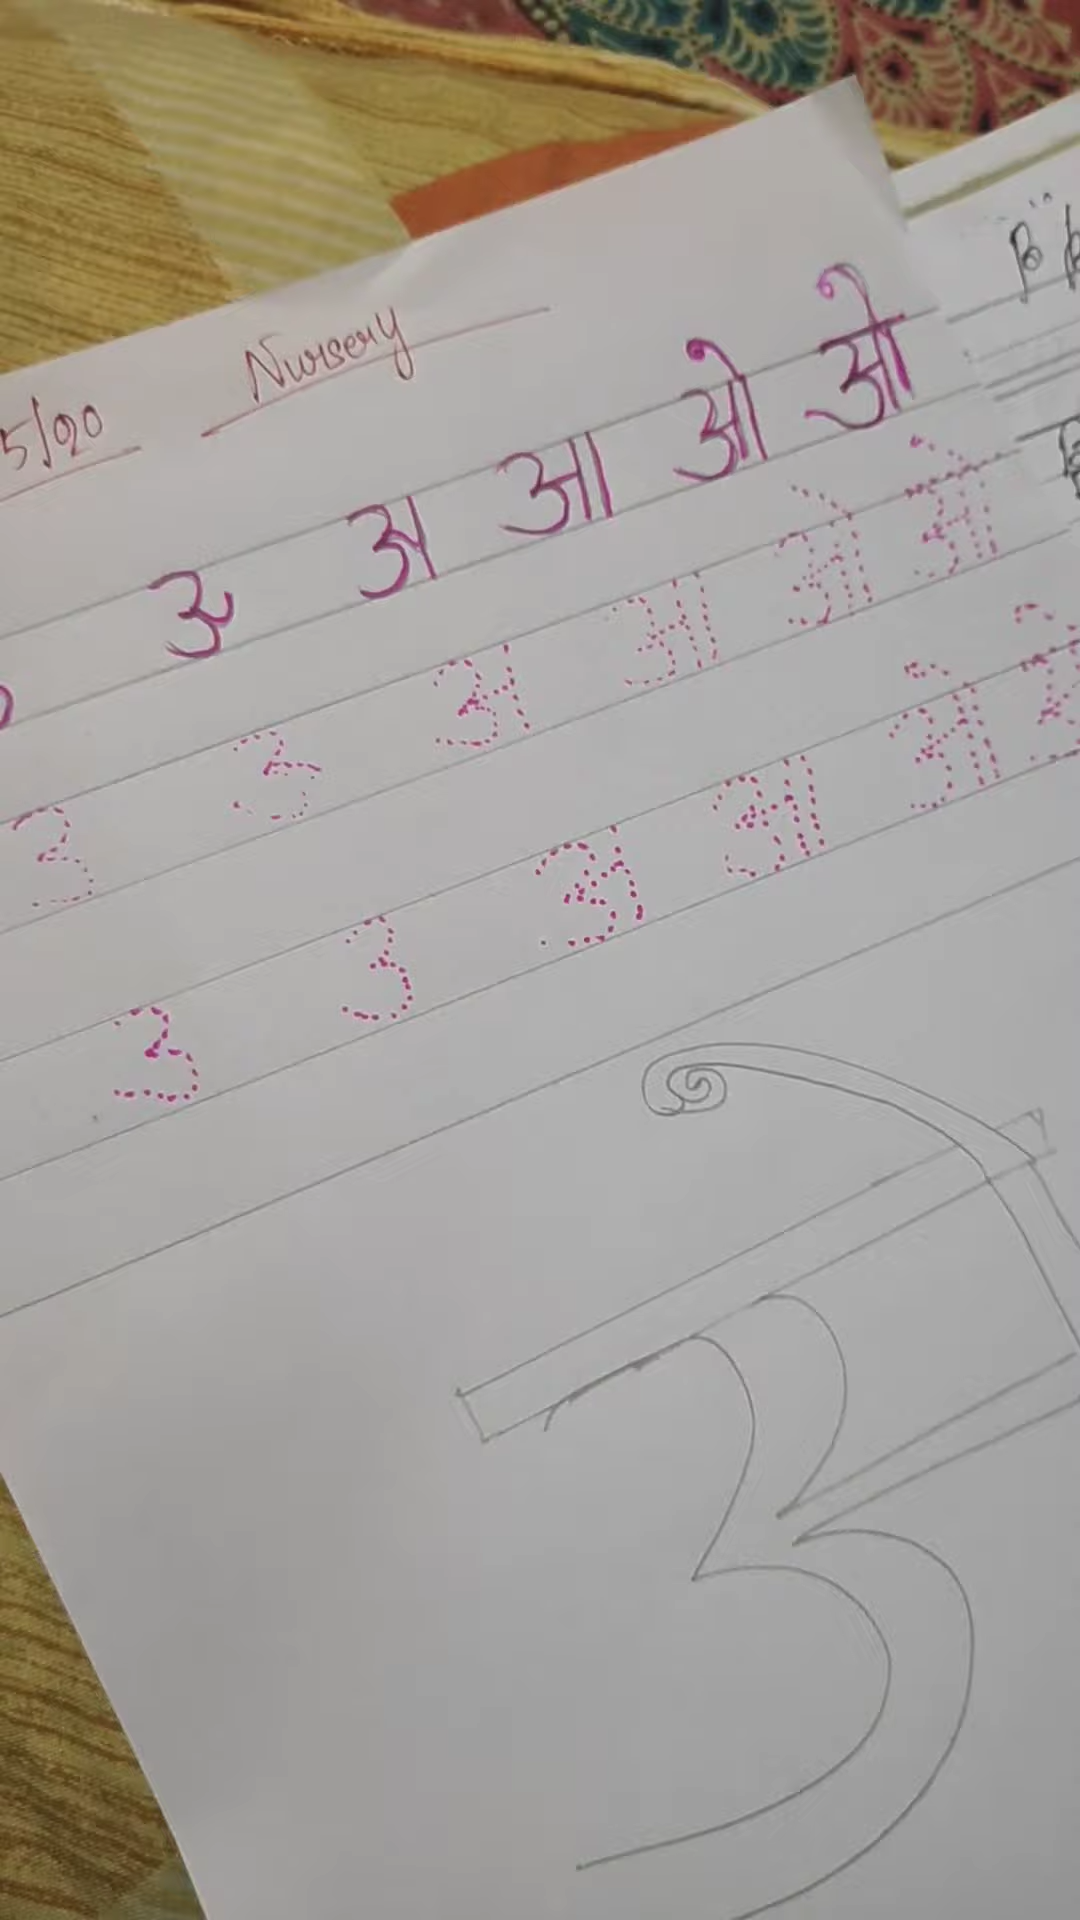 5/20 Nursery
उ अ आ ओ ओ
उ उ अ आ ओ ओ
उ उ अ आ ओ